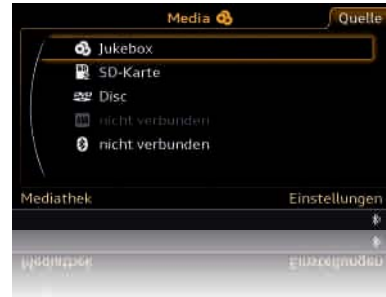 Media
Quelle
Jukebox
SD-Karte
Disc
nicht verbunden
nicht verbunden
Mediathek
Einstellungen